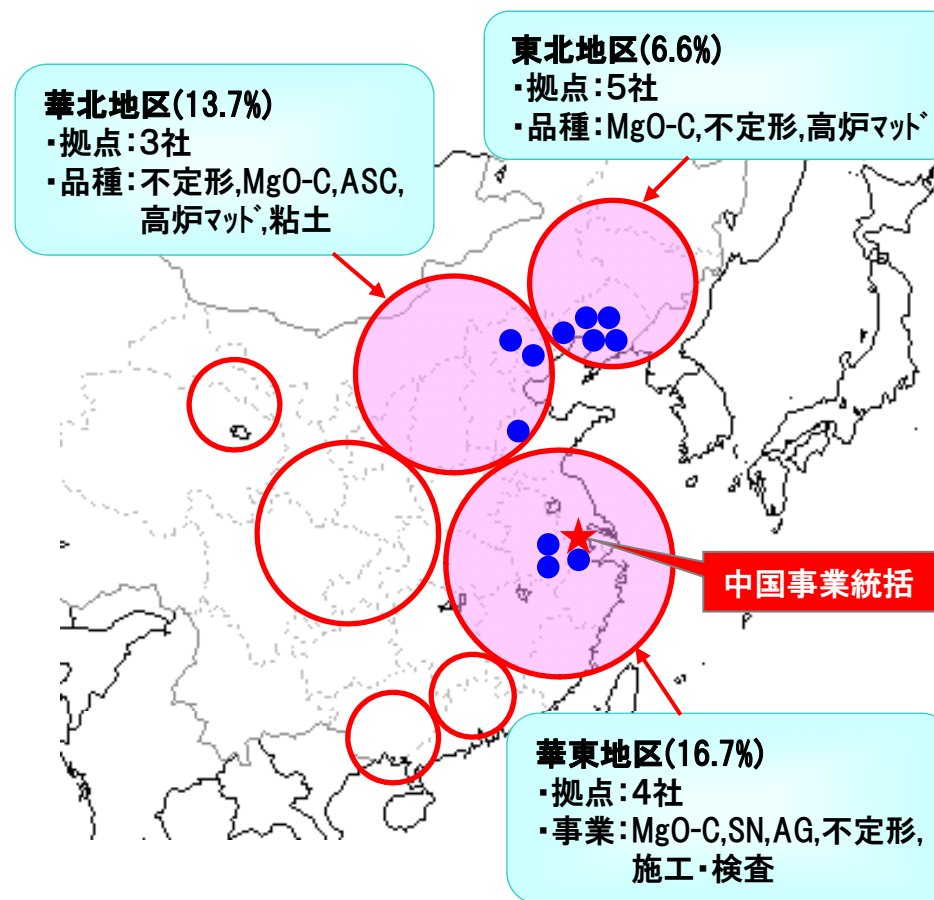 東北地区(6.6%)
・拠点：5社
・品種：MgO-C,不定形,高炉マッド
華北地区(13.7%)
・拠点：3社
・品種：不定形,MgO-C,ASC,
高炉マッド,粘土
中国事業統括
華東地区(16.7%)
・拠点：4社
・事業：MgO-C,SN,AG,不定形,
施工・検査